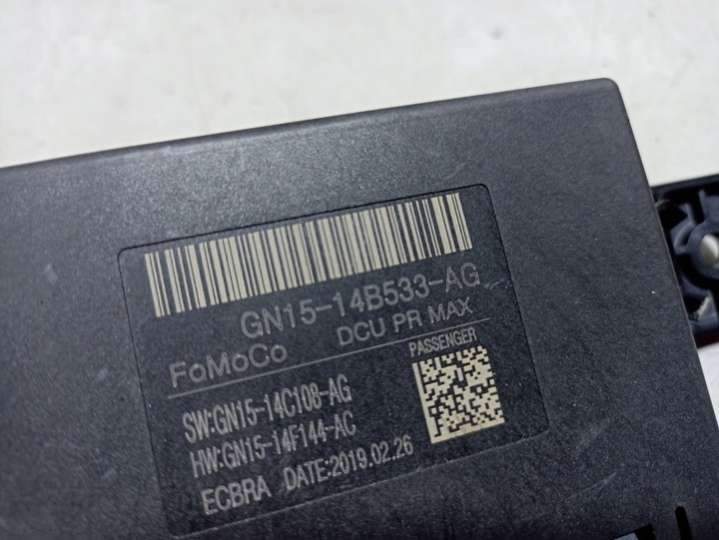 GN15-14B533-AG
FoMoCo DCU PR MAX
PASSENGER
SW:GN15-14C108-AG
HW:GN15-14F144-AC
ECBRA DATE:2019.02.26